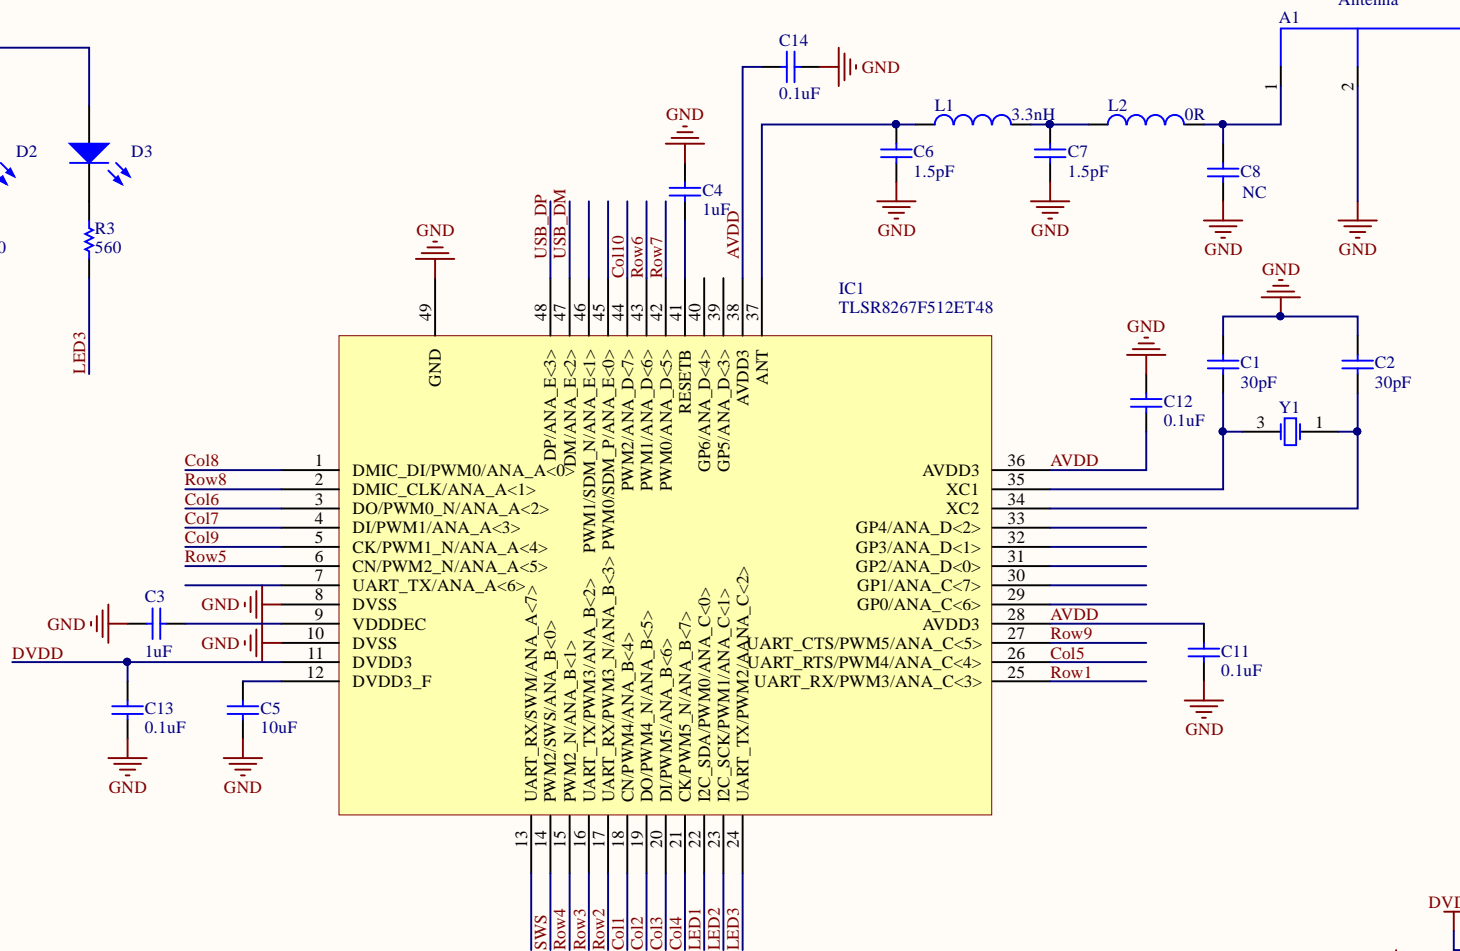 Antenna
A1
C14
GND
0.1uF
1
2
L1
3.3nH
L2
0R
GND
C6
1.5pF
C7
1.5pF
C8
NC
D2
D3
C4
1uF
USB_DP
USB_DM
Col10
Row6
Row7
AVDD
GND
GND
GND
GND
R3
560
0
GND
GND
LED3
IC1
TLSR8267F512ET48
49
48
47
46
45
44
43
42
41
40
39
38
37
GND
DP/ANA_E<3>
DM/ANA_E<2>
PWM1/SDM_N/ANA_E<1>
PWM0/SDM_P/ANA_E<0>
PWM2/ANA_D<7>
PWM1/ANA_D<6>
PWM0/ANA_D<5>
RESETB
GP6/ANA_D<4>
GP5/ANA_D<3>
AVDD3
ANT
GND
C1
30pF
C2
30pF
C12
0.1uF
Y1
3
1
Col8 1 DMIC_DI/PWM0/ANA_A<0>
Row8 2 DMIC_CLK/ANA_A<1>
Col6 3 DO/PWM0_N/ANA_A<2>
Col7 4 DI/PWM1/ANA_A<3>
Col9 5 CK/PWM1_N/ANA_A<4>
Row5 6 CN/PWM2_N/ANA_A<5>
7 UART_TX/ANA_A<6>
GND 8 DVSS
9 VDDDEC
GND 10 DVSS
DVDD 11 DVDD3
12 DVDD3_F
GND
C3
1uF
C13
0.1uF
GND
C5
10uF
GND
AVDD3 36 AVDD
XC1 35
XC2 34
GP4/ANA_D<2> 33
GP3/ANA_D<1> 32
GP2/ANA_D<0> 31
GP1/ANA_C<7> 30
GP0/ANA_C<6> 29
AVDD3 28 AVDD
UART_CTS/PWM5/ANA_C<5> 27 Row9
UART_RTS/PWM4/ANA_C<4> 26 Col5
UART_RX/PWM3/ANA_C<3> 25 Row1
C11
0.1uF
GND
UART_RX/SWM/ANA_A<7>
PWM2/SWS/ANA_B<0>
PWM2_N/ANA_B<1>
UART_TX/PWM3/ANA_B<2>
UART_RX/PWM3_N/ANA_B<3>
CN/PWM4/ANA_B<4>
DO/PWM4_N/ANA_B<5>
DI/PWM5/ANA_B<6>
CK/PWM5_N/ANA_B<7>
I2C_SDA/PWM0/ANA_C<0>
I2C_SCK/PWM1/ANA_C<1>
UART_TX/PWM2/ANA_C<2>
13
14
15
16
17
18
19
20
21
22
23
24
SWS
Row4
Row3
Row2
Col1
Col2
Col3
Col4
LED1
LED2
LED3